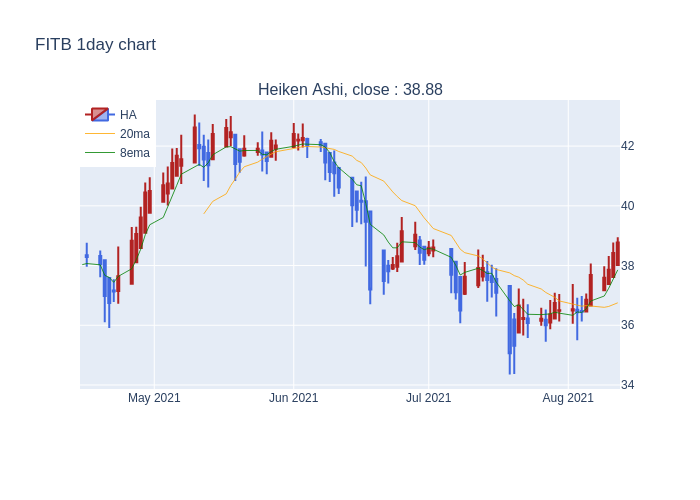 FITB 1day chart
Heiken Ashi, close : 38.88
HA
20ma
8ema
42
40
38
36
34
May 2021
Jun 2021
Jul 2021
Aug 2021